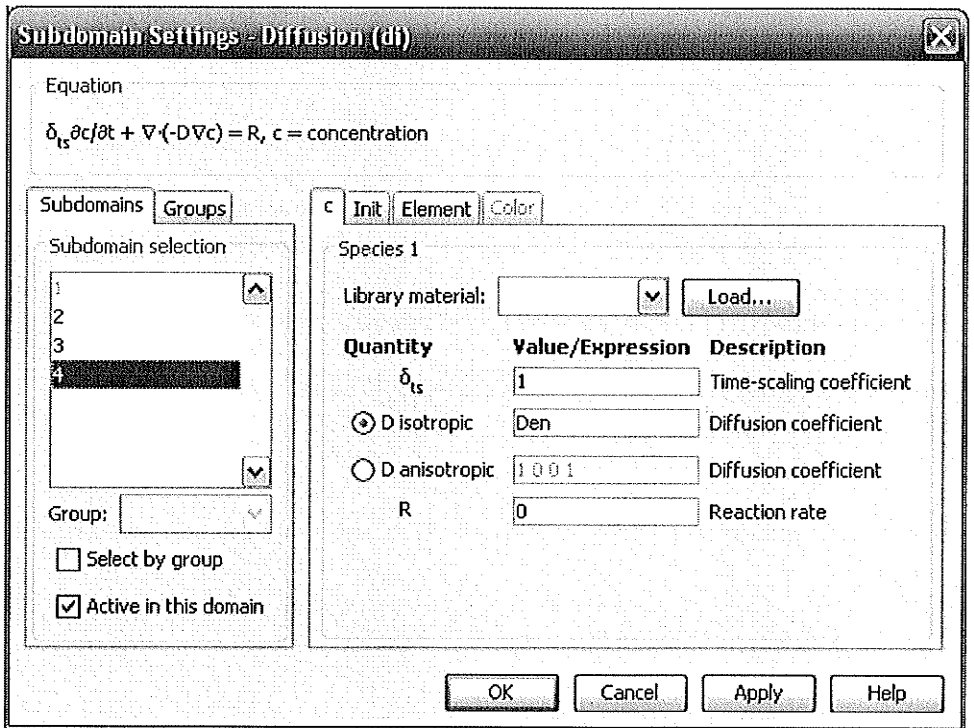 Subdomain Settings - Diffusion (di)
Equation
δts∂c/∂t + ∇·(-D∇c) = R, c = concentration
Subdomains Groups
c Init Element Color
Subdomain selection
1
2
3
4
Group:
Select by group
Active in this domain
Species 1
Library material: Load...
Quantity Value/Expression Description
δts 1 Time-scaling coefficient
D isotropic Den Diffusion coefficient
D anisotropic 1 0 0 1 Diffusion coefficient
R 0 Reaction rate
OK Cancel Apply Help